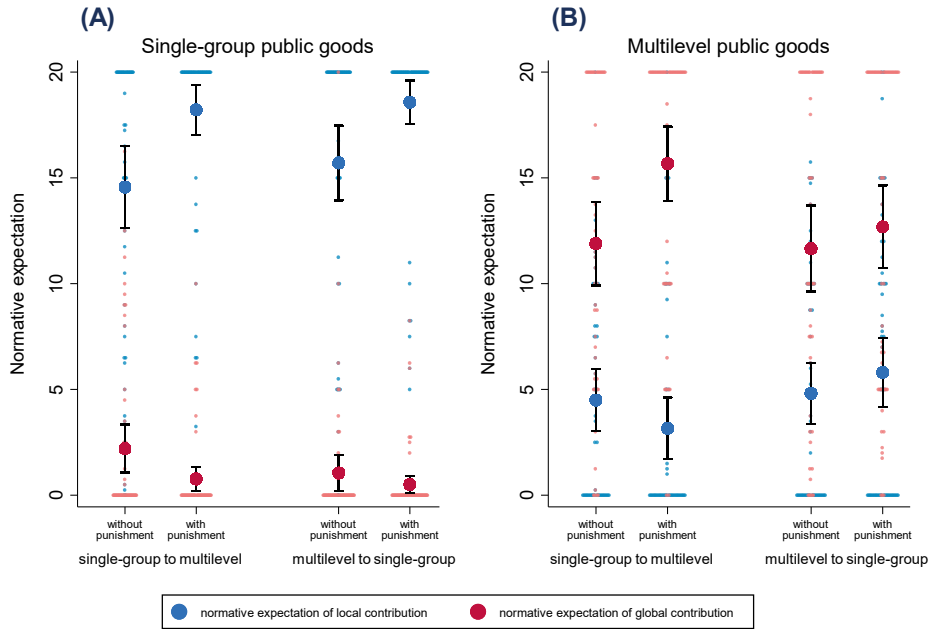 (A)
Single-group public goods
Normative expectation
20
15
10
5
0
without punishment
with punishment
without punishment
with punishment
single-group to multilevel
multilevel to single-group
(B)
Multilevel public goods
Normative expectation
20
15
10
5
0
without punishment
with punishment
without punishment
with punishment
single-group to multilevel
multilevel to single-group
normative expectation of local contribution
normative expectation of global contribution